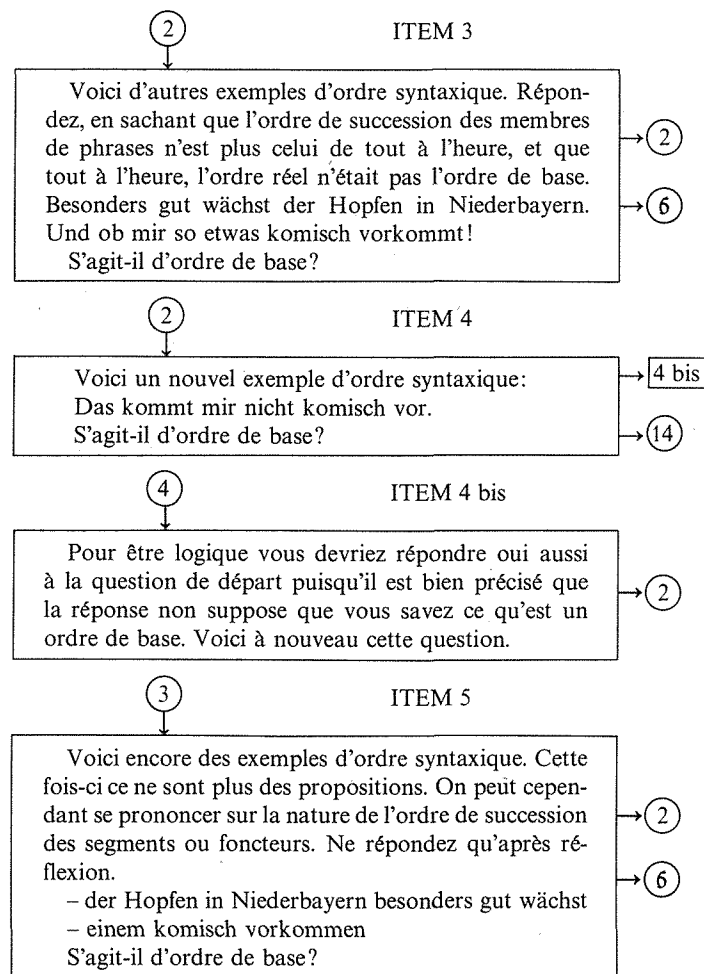 2 ITEM 3
Voici d'autres exemples d'ordre syntaxique. Répon-
dez, en sachant que l'ordre de succession des membres
de phrases n'est plus celui de tout à l'heure, et que
→ 2
tout à l'heure, l'ordre réel n'était pas l'ordre de base.
Besonders gut wächst der Hopfen in Niederbayern.
→ 6
Und ob mir so etwas komisch vorkommt!
S'agit-il d'ordre de base?
2 ITEM 4
Voici un nouvel exemple d'ordre syntaxique:
→ 4 bis
Das kommt mir nicht komisch vor.
S'agit-il d'ordre de base?
→ 14
4 ITEM 4 bis
Pour être logique vous devriez répondre oui aussi
à la question de départ puisqu'il est bien précisé que
la réponse non suppose que vous savez ce qu'est un
→ 2
ordre de base. Voici à nouveau cette question.
3 ITEM 5
Voici encore des exemples d'ordre syntaxique. Cette
fois-ci ce ne sont plus des propositions. On peut cepen-
dant se prononcer sur la nature de l'ordre de succession
→ 2
des segments ou foncteurs. Ne répondez qu'après ré-
flexion.
→ 6
– der Hopfen in Niederbayern besonders gut wächst
– einem komisch vorkommen
S'agit-il d'ordre de base?